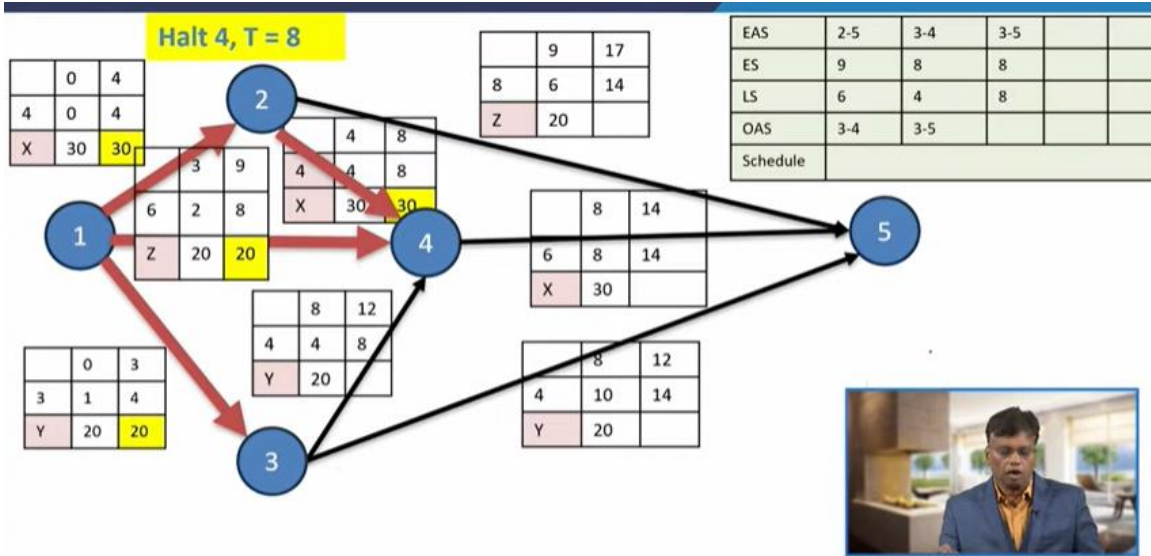 Halt 4, T = 8
EAS 2-5 3-4 3-5
ES 9 8 8
LS 6 4 8
OAS 3-4 3-5
Schedule
0 4
4 0 4
X 30 30
2
9 17
8 6 14
Z 20
3 9
6 2 8
Z 20 20
4 8
4 4 8
X 30 30
1
4
8 14
6 8 14
X 30
5
8 12
4 4 8
Y 20
0 3
3 1 4
Y 20 20
3
8 12
4 10 14
Y 20